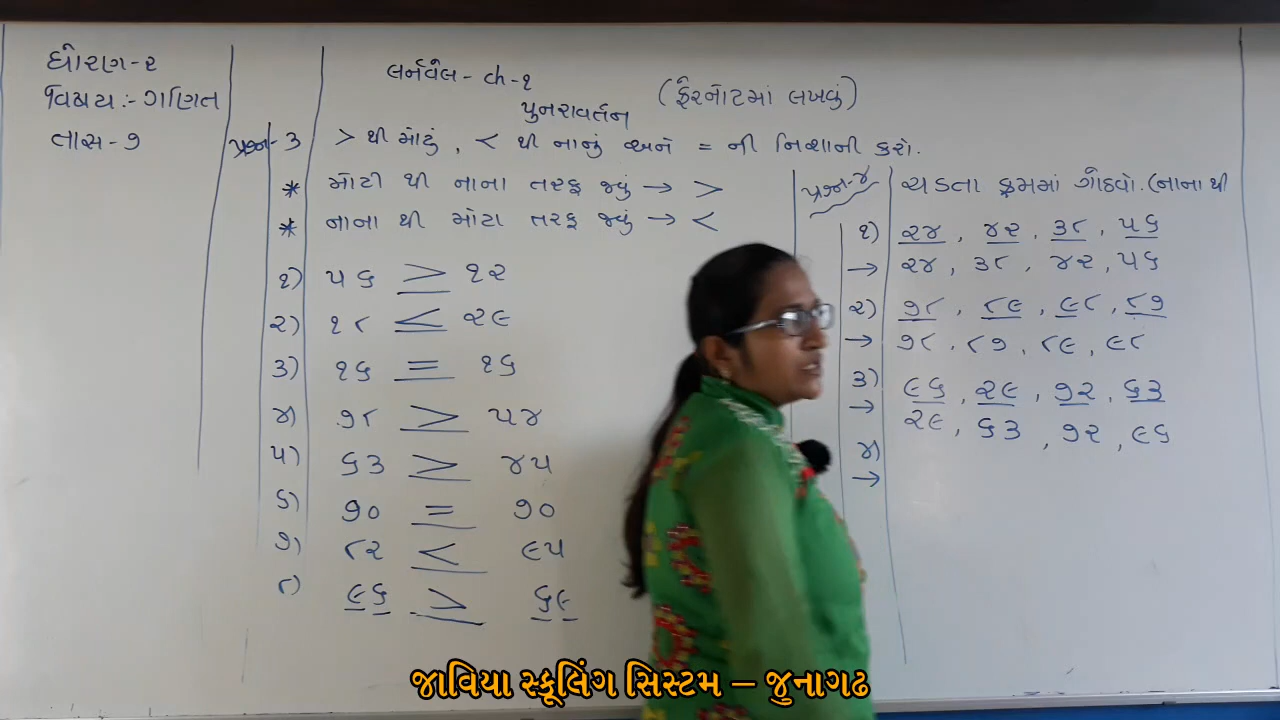 ધોરણ-૨
વિષય :- ગણિત
તાસ-૭
લર્નવેલ - ch-૧
પુનરાવર્તન
(ફેરનોટમાં લખવું)
પ્રશ્ન-૩ > થી મોટું, < થી નાનું અને = ની નિશાની કરો.
* મોટી થી નાના તરફ જવું → >
* નાના થી મોટા તરફ જવું → <
૧) ૫૬ > ૧૨
૨) ૧૮ < ૨૯
૩) ૧૬ = ૧૬
૪) ૭૮ > ૫૪
૫) ૬૩ > ૪૫
૬) ૭૦ = ૭૦
૭) ૮૨ < ૯૫
૮) ૯૬ > ૬૯
પ્રશ્ન-૪ ચડતા ક્રમમાં ગોઠવો. (નાના થી
૧) ૨૪, ૪૨, ૩૮, ૫૬
→ ૨૪, ૩૮, ૪૨, ૫૬
૨) ૭૮, ૮૯, ૯૮, ૮૭
→ ૭૮, ૮૭, ૮૯, ૯૮
૩) ૯૬, ૨૯, ૭૨, ૬૩
→ ૨૯, ૬૩, ૭૨, ૯૬
૪)
→
જાવિયા સ્કૂલિંગ સિસ્ટમ – જુનાગઢ